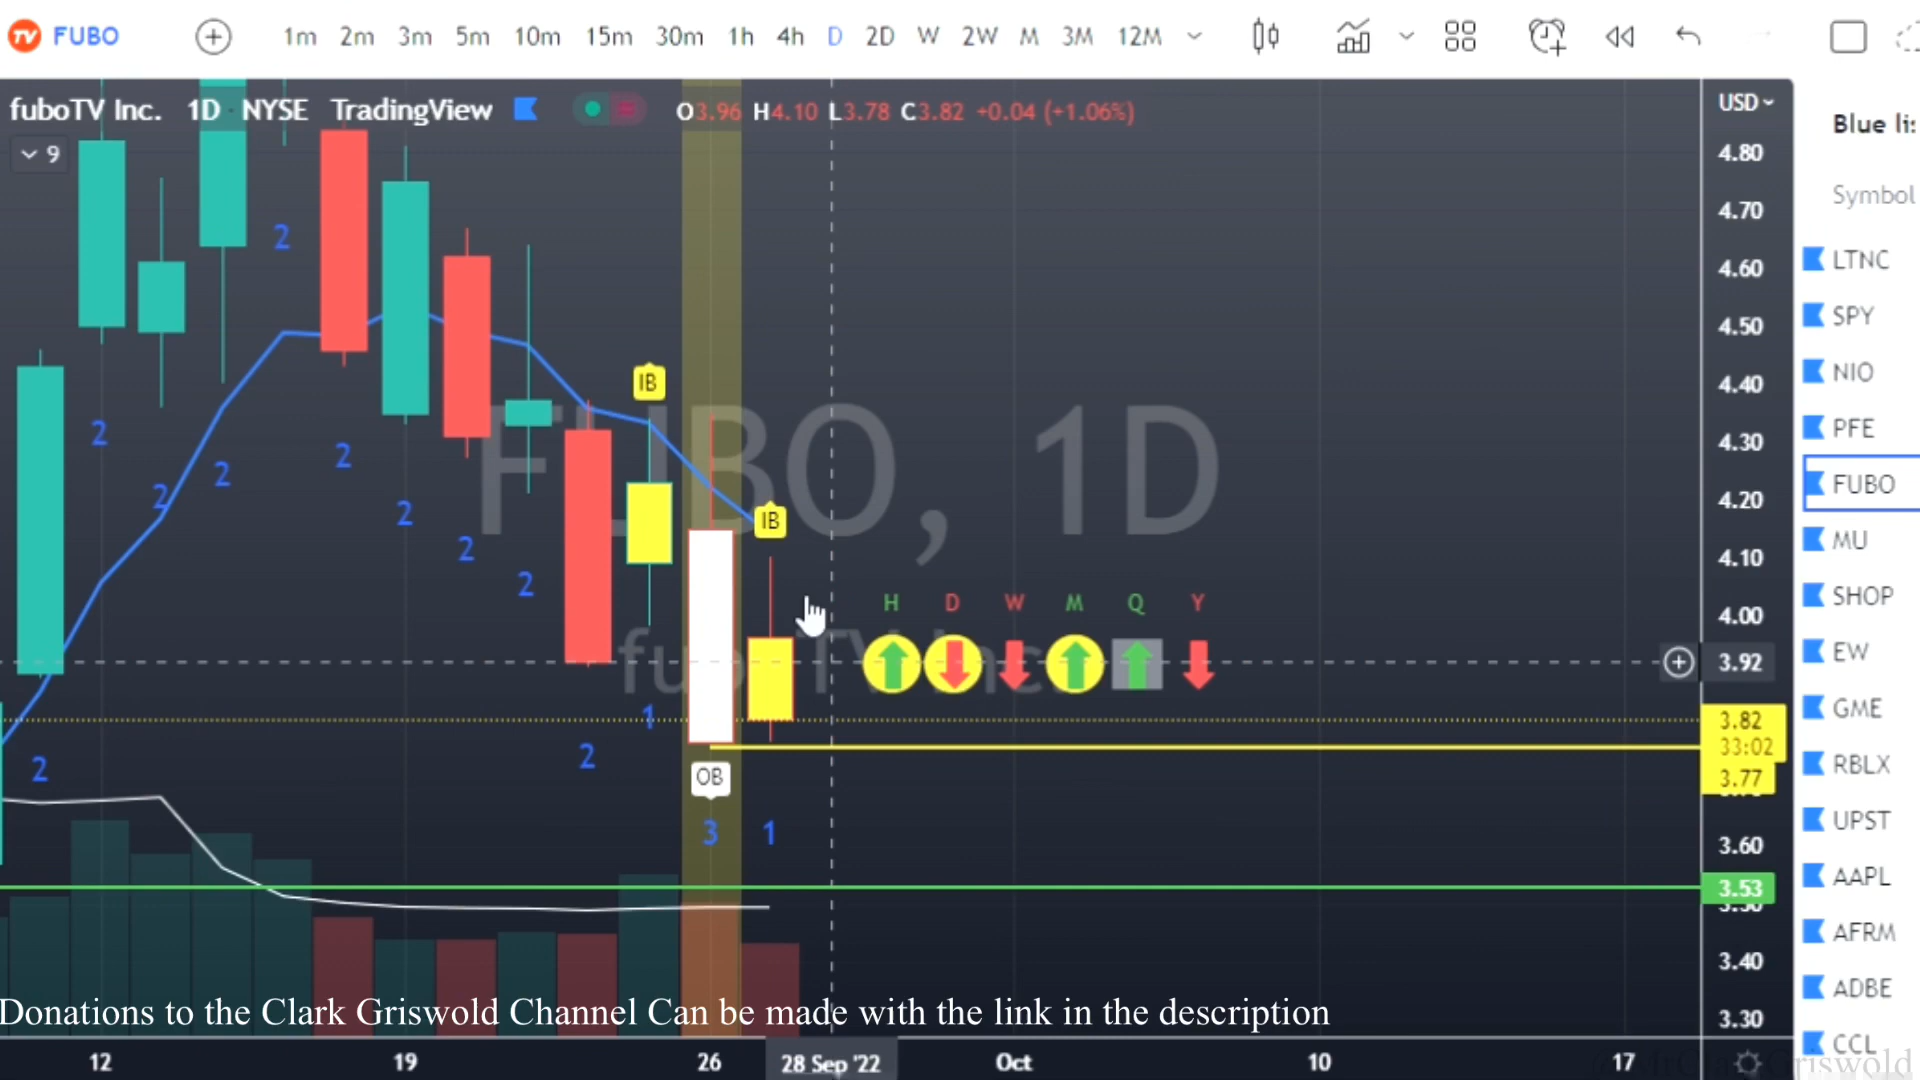 FUBO 1m 2m 3m 5m 10m 15m 30m 1h 4h D 2D W 2W M 3M 12M
fuboTV Inc. 1D · NYSE TradingView O3.96 H4.10 L3.78 C3.82 +0.04 (+1.06%) USD
9
Blue li:
Symbol
FUBO, 1D
fuboTV Inc.
IB
IB
OB
H D W M Q Y
2
2
2
2
2
2
2
2
2
2
1
2
3
1
4.80
4.70
4.60
4.50
4.40
4.30
4.20
4.10
4.00
3.92
3.82
33:02
3.77
3.60
3.53
3.40
3.30
LTNC
SPY
NIO
PFE
FUBO
MU
SHOP
EW
GME
RBLX
UPST
AAPL
AFRM
ADBE
CCL
Donations to the Clark Griswold Channel Can be made with the link in the description
12 19 26 28 Sep '22 Oct 10 17